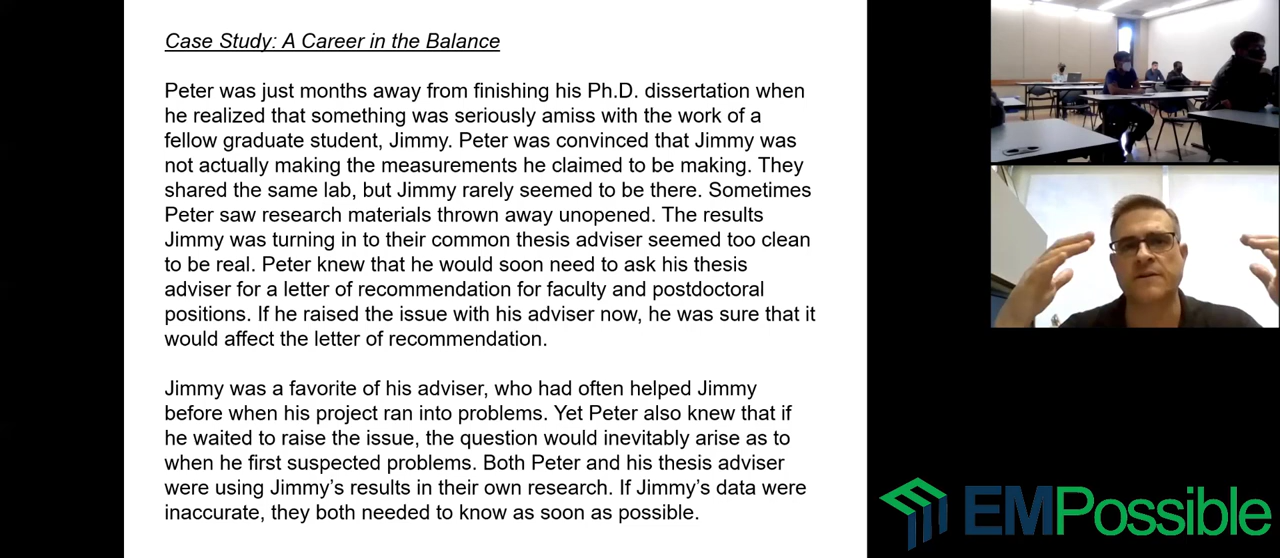 Case Study: A Career in the Balance
Peter was just months away from finishing his Ph.D. dissertation when
he realized that something was seriously amiss with the work of a
fellow graduate student, Jimmy. Peter was convinced that Jimmy was
not actually making the measurements he claimed to be making. They
shared the same lab, but Jimmy rarely seemed to be there. Sometimes
Peter saw research materials thrown away unopened. The results
Jimmy was turning in to their common thesis adviser seemed too clean
to be real. Peter knew that he would soon need to ask his thesis
adviser for a letter of recommendation for faculty and postdoctoral
positions. If he raised the issue with his adviser now, he was sure that it
would affect the letter of recommendation.
Jimmy was a favorite of his adviser, who had often helped Jimmy
before when his project ran into problems. Yet Peter also knew that if
he waited to raise the issue, the question would inevitably arise as to
when he first suspected problems. Both Peter and his thesis adviser
were using Jimmy’s results in their own research. If Jimmy’s data were
inaccurate, they both needed to know as soon as possible.
EMPossible